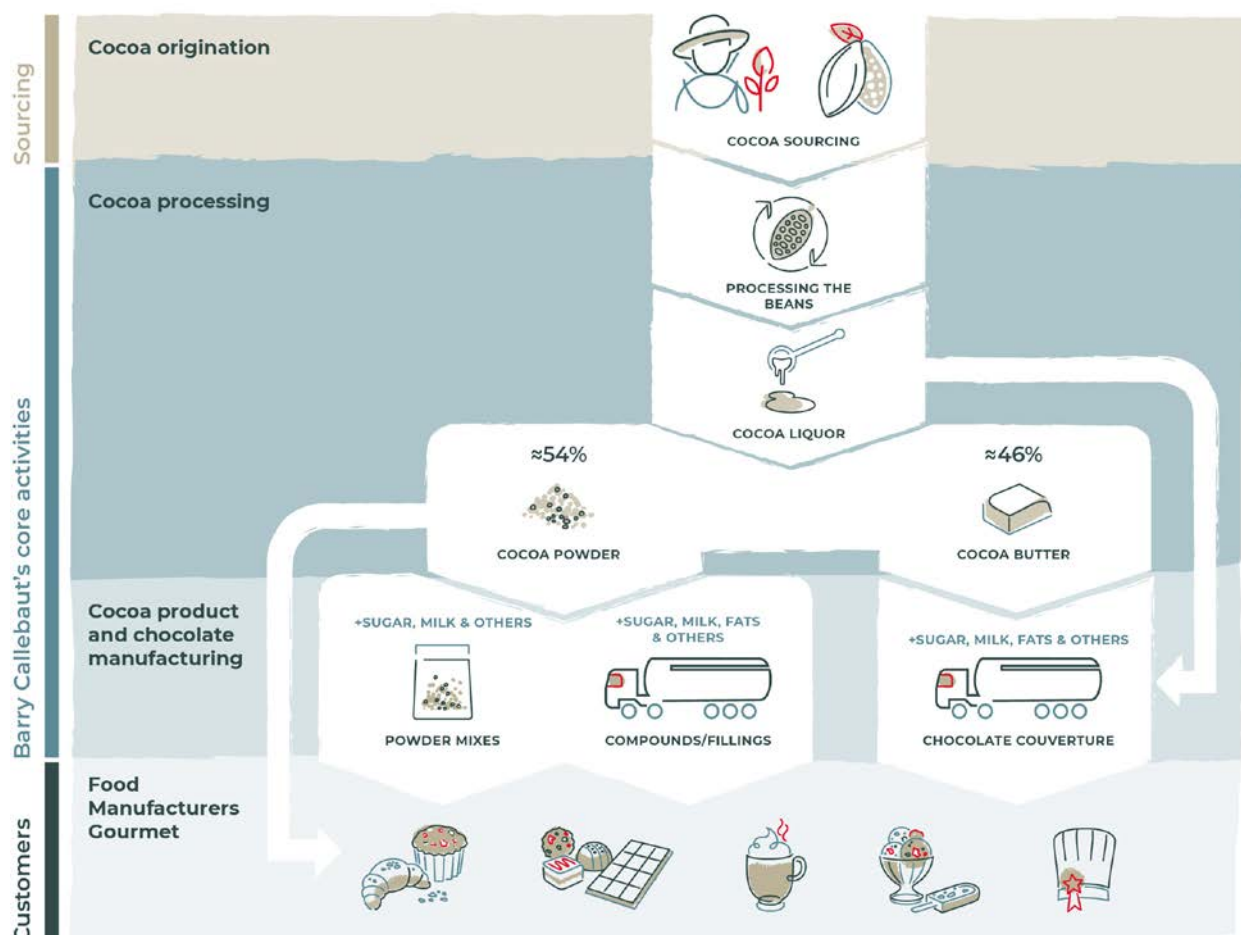 Sourcing
Cocoa origination
COCOA SOURCING
Barry Callebaut's core activities
Cocoa processing
PROCESSING THE
BEANS
COCOA LIQUOR
≈54%
≈46%
COCOA POWDER
COCOA BUTTER
Cocoa product
and chocolate
manufacturing
+SUGAR, MILK & OTHERS
+SUGAR, MILK, FATS
& OTHERS
+SUGAR, MILK, FATS & OTHERS
POWDER MIXES
COMPOUNDS/FILLINGS
CHOCOLATE COUVERTURE
Customers
Food
Manufacturers
Gourmet